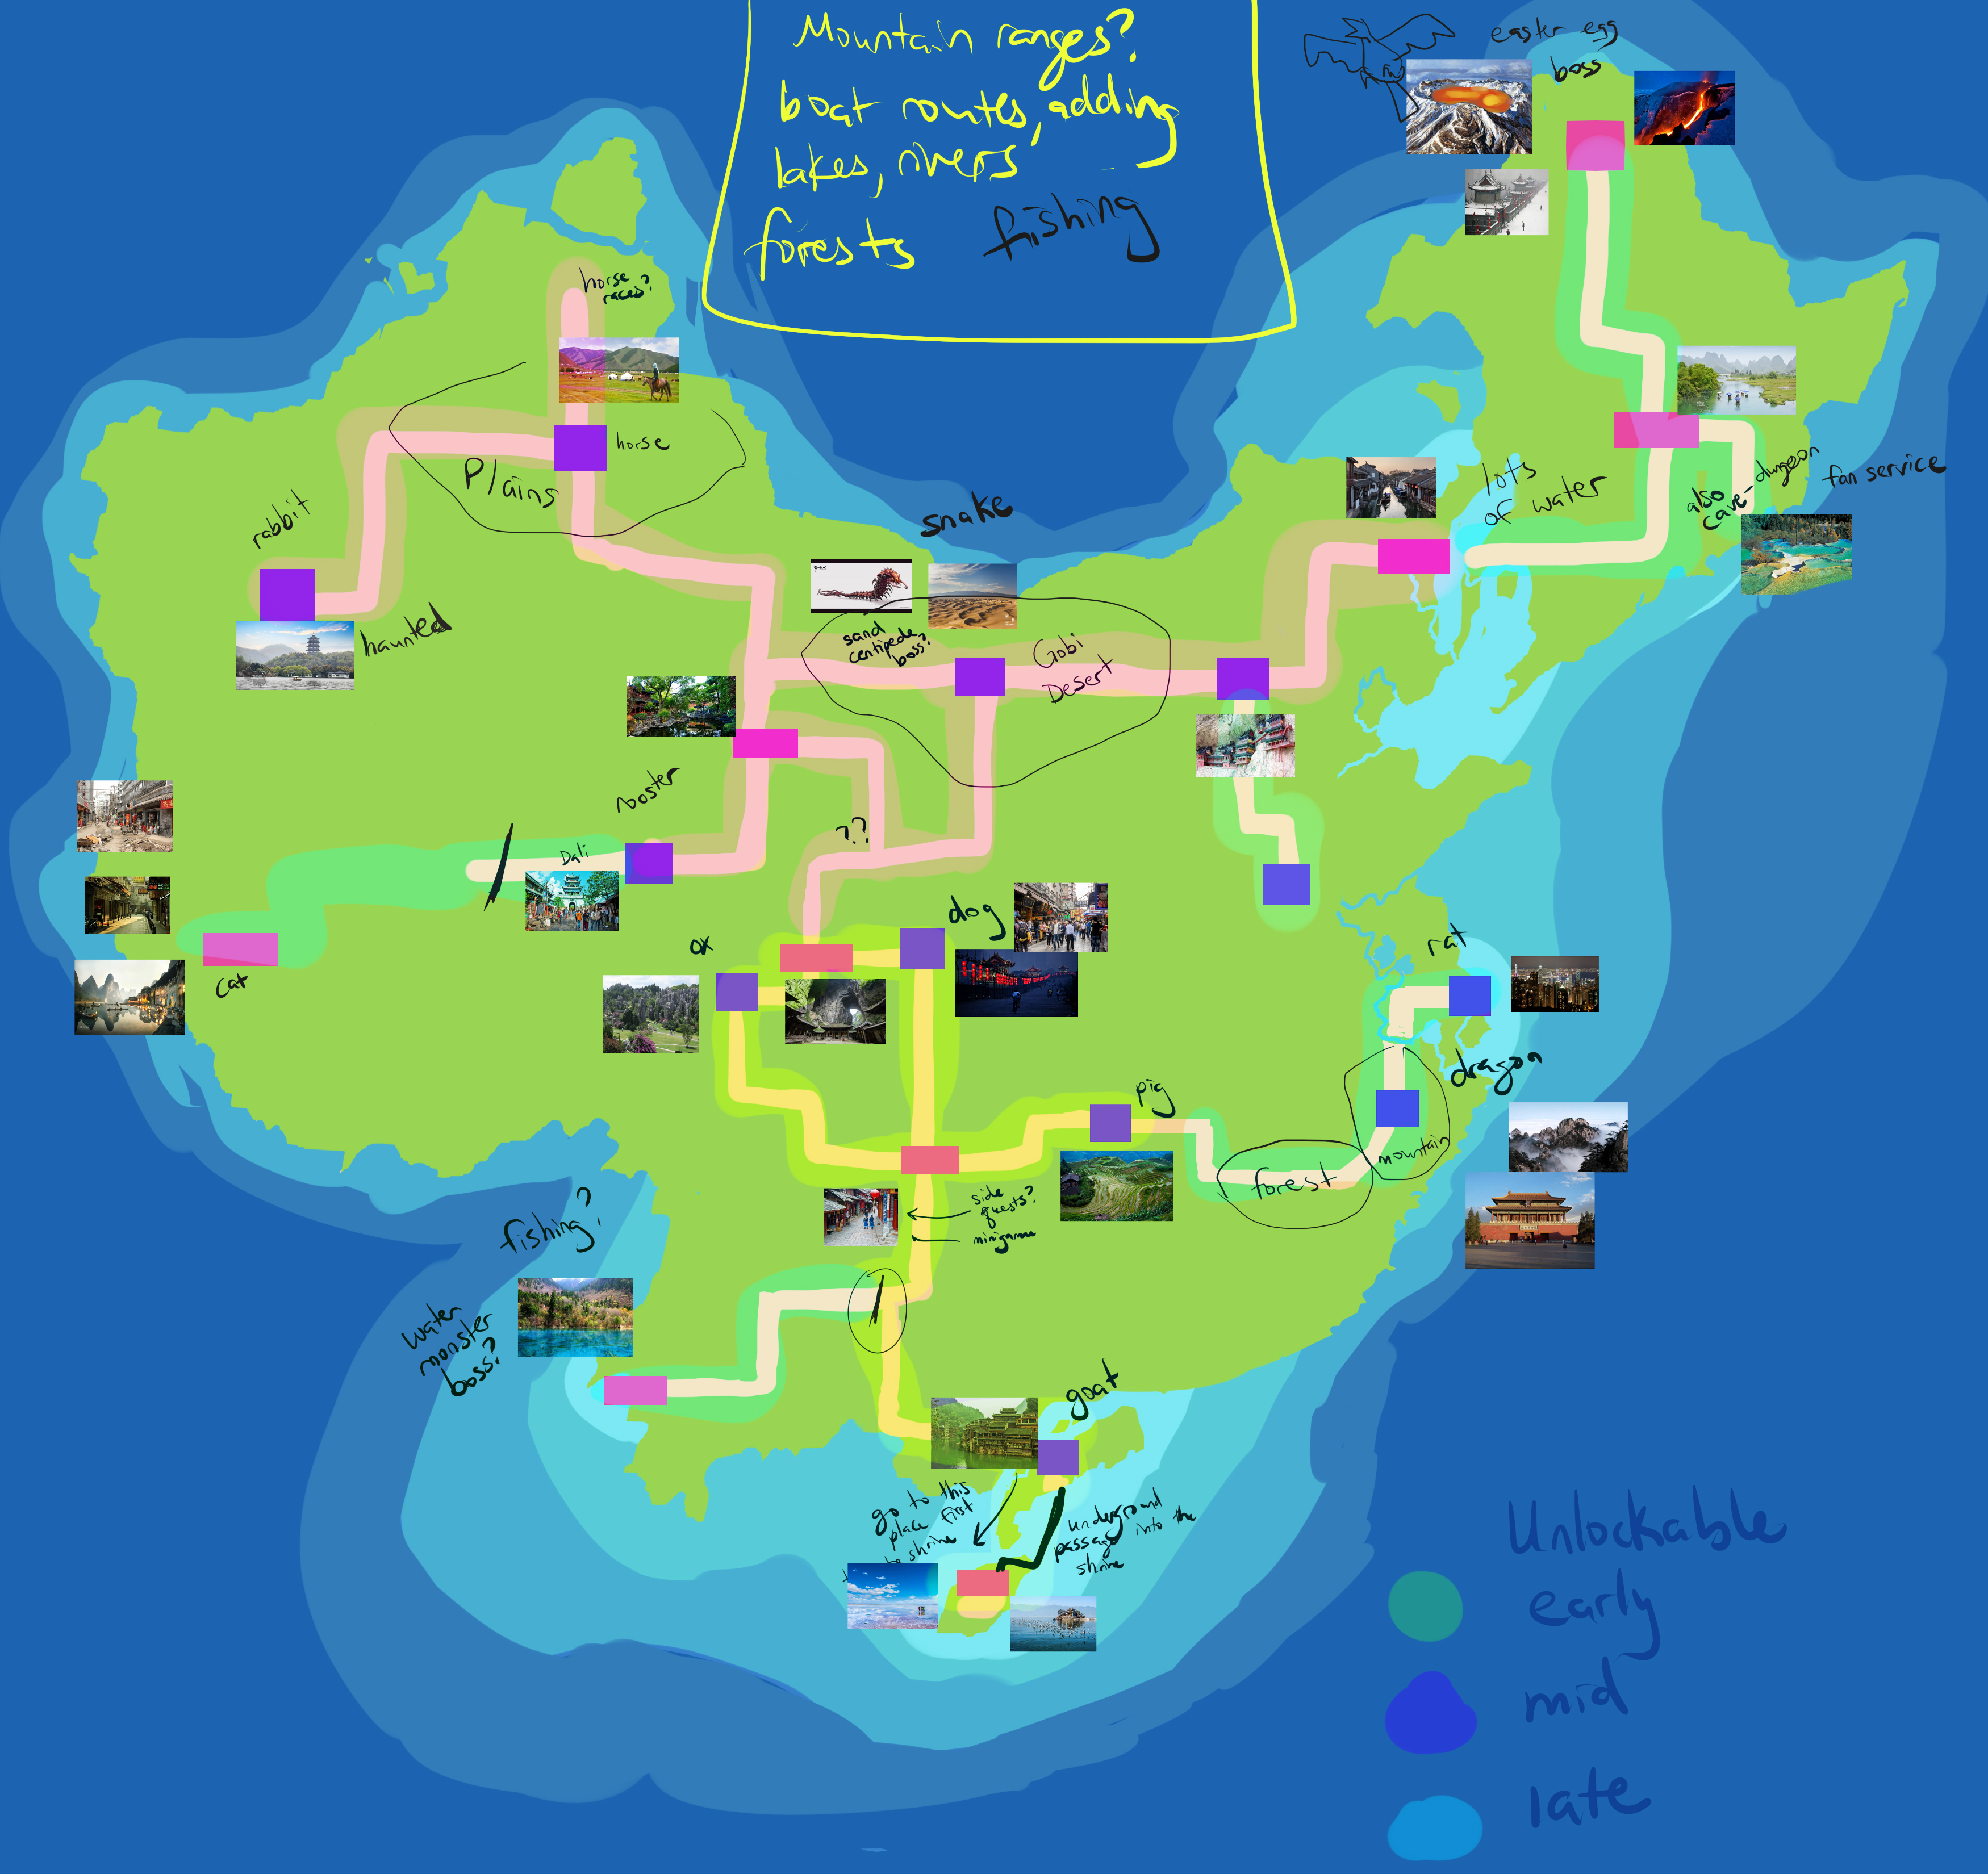 Mountain ranges?
boat routes, adding
lakes, rivers
forests
fishing
easter egg
boss
horse
races?
horse
Plains
rabbit
haunted
snake
sand
centipede
boss?
Gobi
Desert
lots
of water
also
cave-dungeon
fan service
rooster
??
Dali
cat
ox
dog
rat
dragon
mountain
pig
forest
side
quests?
minigame
fishing?
water
monster
boss?
goat
go to this
place first
to shrine
underground
passage into the
shrine
Unlockable
early
mid
late